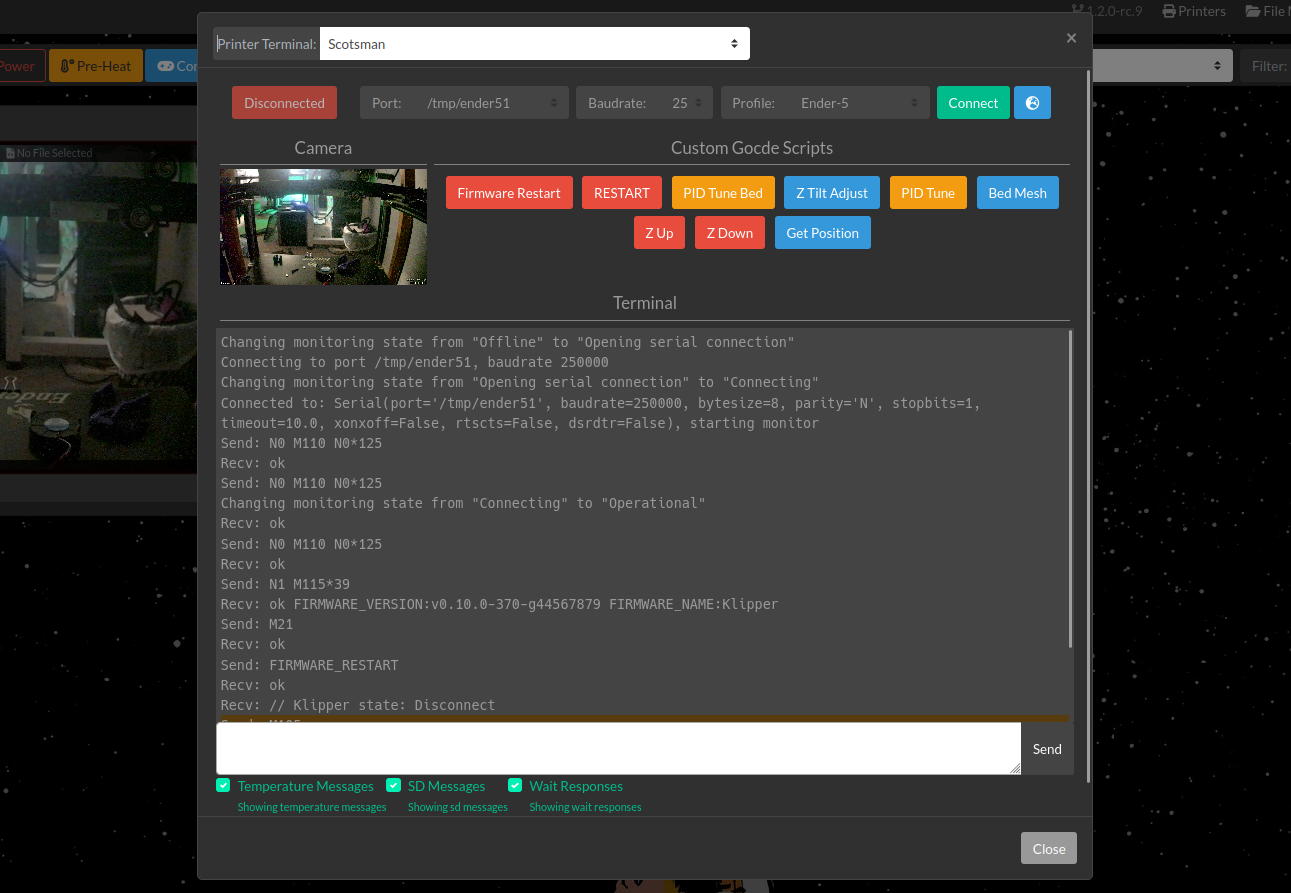 1.2.0-rc.9 Printers File
Printer Terminal: Scotsman ×
Power Pre-Heat Filter:
Disconnected Port: /tmp/ender51 Baudrate: 25 Profile: Ender-5 Connect
No File Selected
Camera
Custom Gocde Scripts
Firmware Restart RESTART PID Tune Bed Z Tilt Adjust PID Tune Bed Mesh
Z Up Z Down Get Position
Terminal
Changing monitoring state from "Offline" to "Opening serial connection"
Connecting to port /tmp/ender51, baudrate 250000
Changing monitoring state from "Opening serial connection" to "Connecting"
Connected to: Serial(port='/tmp/ender51', baudrate=250000, bytesize=8, parity='N', stopbits=1,
timeout=10.0, xonxoff=False, rtscts=False, dsrdtr=False), starting monitor
Send: N0 M110 N0*125
Recv: ok
Send: N0 M110 N0*125
Changing monitoring state from "Connecting" to "Operational"
Recv: ok
Send: N0 M110 N0*125
Recv: ok
Send: N1 M115*39
Recv: ok FIRMWARE_VERSION:v0.10.0-370-g44567879 FIRMWARE_NAME:Klipper
Send: M21
Recv: ok
Send: FIRMWARE_RESTART
Recv: ok
Recv: // Klipper state: Disconnect
Send: M105
Send
Temperature Messages SD Messages Wait Responses
Showing temperature messages Showing sd messages Showing wait responses
Close